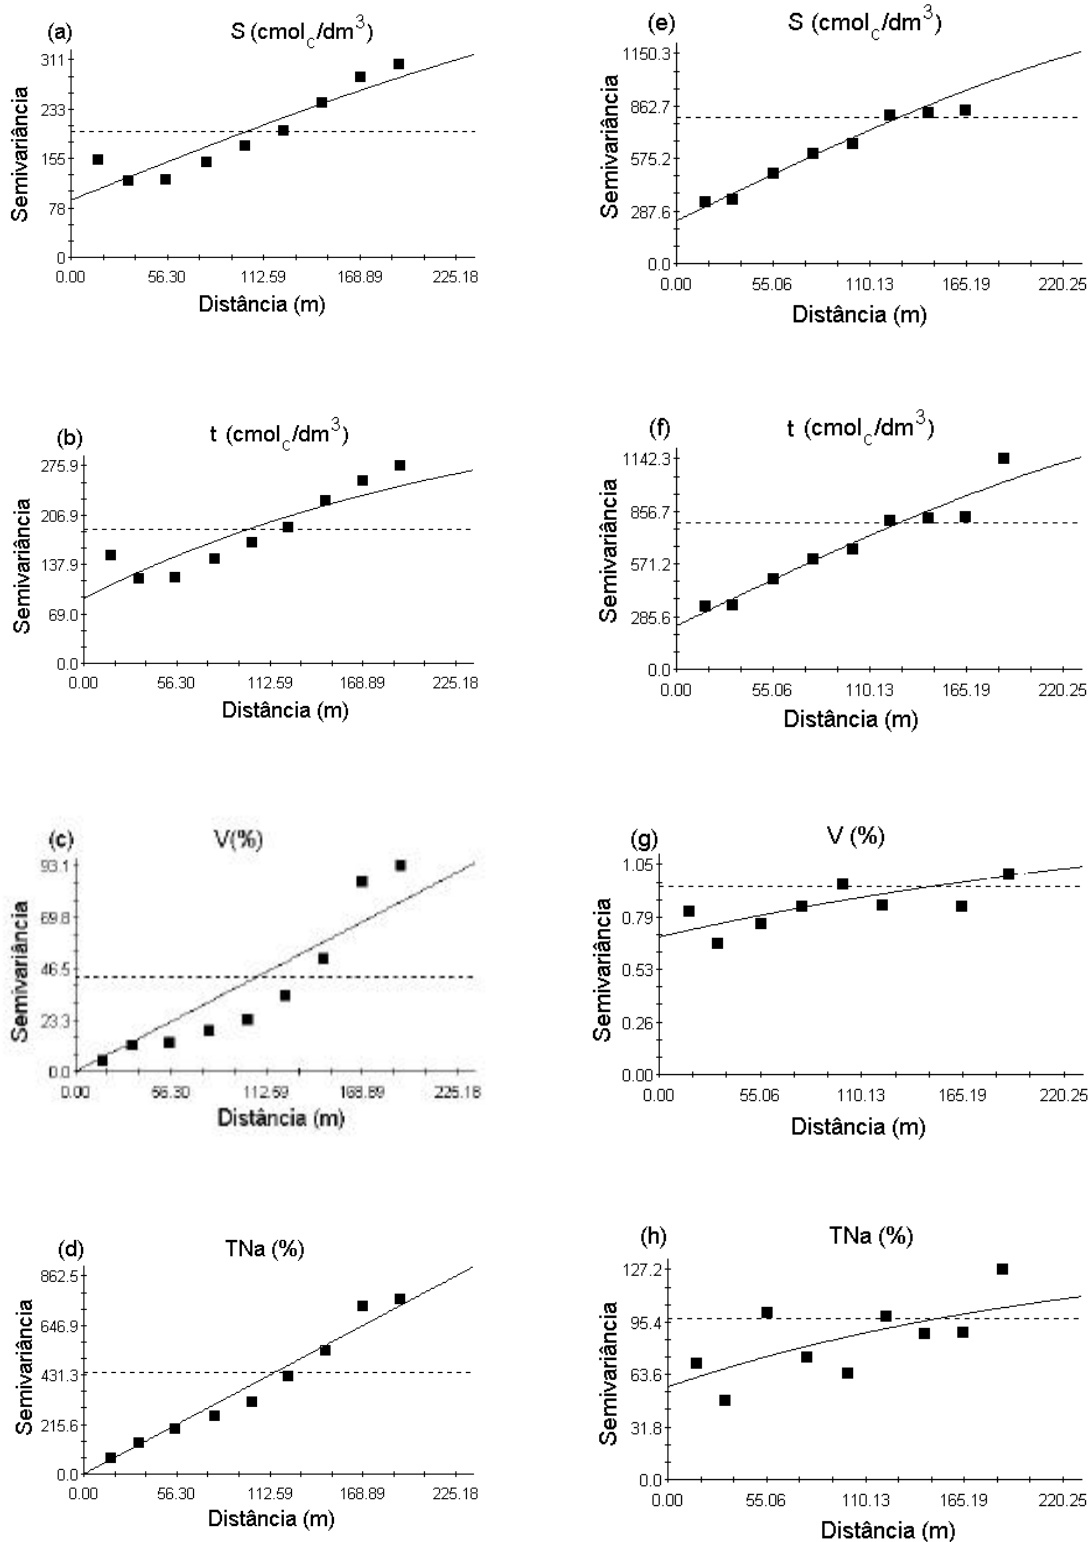 (a) S (cmolc/dm3)
311
233
155
78
0
Semivariância
0.00 56.30 112.59 168.89 225.18
Distância (m)
(e) S (cmolc/dm3)
1150.3
862.7
575.2
287.6
0.0
Semivariância
0.00 55.06 110.13 165.19 220.25
Distância (m)
(b) t (cmolc/dm3)
275.9
206.9
137.9
69.0
0.0
Semivariância
0.00 56.30 112.59 168.89 225.18
Distância (m)
(f) t (cmolc/dm3)
1142.3
856.7
571.2
285.6
0.0
Semivariância
0.00 55.06 110.13 165.19 220.25
Distância (m)
(c) V(%)
93.1
69.8
46.5
23.3
0.0
Semivariância
0.00 56.30 112.59 168.89 225.18
Distância (m)
(g) V (%)
1.05
0.79
0.53
0.26
0.00
Semivariância
0.00 55.06 110.13 165.19 220.25
Distância (m)
(d) TNa (%)
862.5
646.9
431.3
215.6
0.0
Semivariância
0.00 56.30 112.59 168.89 225.18
Distância (m)
(h) TNa (%)
127.2
95.4
63.6
31.8
0.0
Semivariância
0.00 55.06 110.13 165.19 220.25
Distância (m)